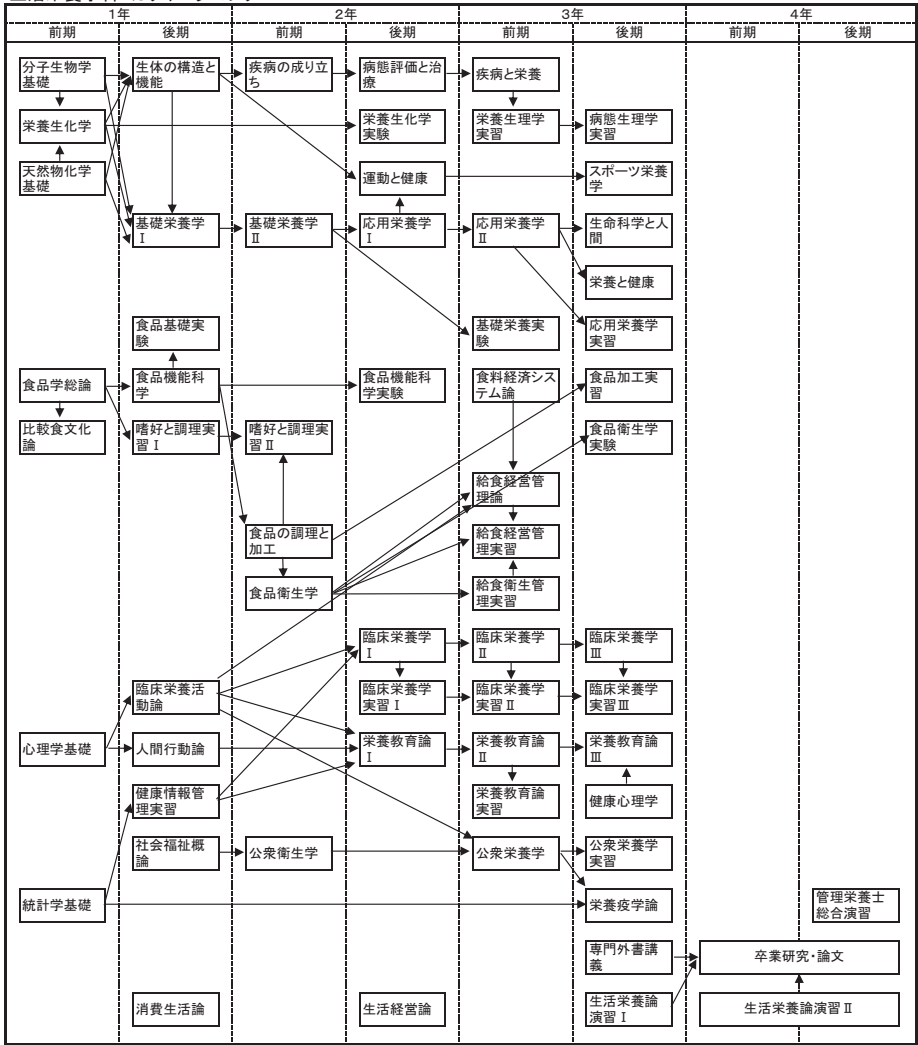 1年
2年
3年
4年
前期
後期
前期
後期
前期
後期
前期
後期
分子生物学
基礎
生体の構造と
機能
疾病の成り立
ち
病態評価と治
療
疾病と栄養
栄養生化学
栄養生化学
実験
栄養生理学
実習
病態生理学
実習
天然物化学
基礎
運動と健康
スポーツ栄養
学
基礎栄養学
Ⅰ
基礎栄養学
Ⅱ
応用栄養学
Ⅰ
応用栄養学
Ⅱ
生命科学と人
間
栄養と健康
食品基礎実
験
基礎栄養実
験
応用栄養学
実習
食品学総論
食品機能科
学
食品機能科
学実験
食料経済シス
テム論
食品加工実
習
比較食文化
論
嗜好と調理実
習Ⅰ
嗜好と調理実
習Ⅱ
食品衛生学
実験
給食経営管
理論
食品の調理と
加工
給食経営管
理実習
食品衛生学
給食衛生管
理実習
臨床栄養学
Ⅰ
臨床栄養学
Ⅱ
臨床栄養学
Ⅲ
臨床栄養活
動論
臨床栄養学
実習Ⅰ
臨床栄養学
実習Ⅱ
臨床栄養学
実習Ⅲ
心理学基礎
人間行動論
栄養教育論
Ⅰ
栄養教育論
Ⅱ
栄養教育論
Ⅲ
健康情報管
理実習
栄養教育論
実習
健康心理学
社会福祉概
論
公衆衛生学
公衆栄養学
公衆栄養学
実習
統計学基礎
栄養疫学論
管理栄養士
総合演習
専門外書講
義
卒業研究・論文
消費生活論
生活経営論
生活栄養論
演習Ⅰ
生活栄養論演習Ⅱ